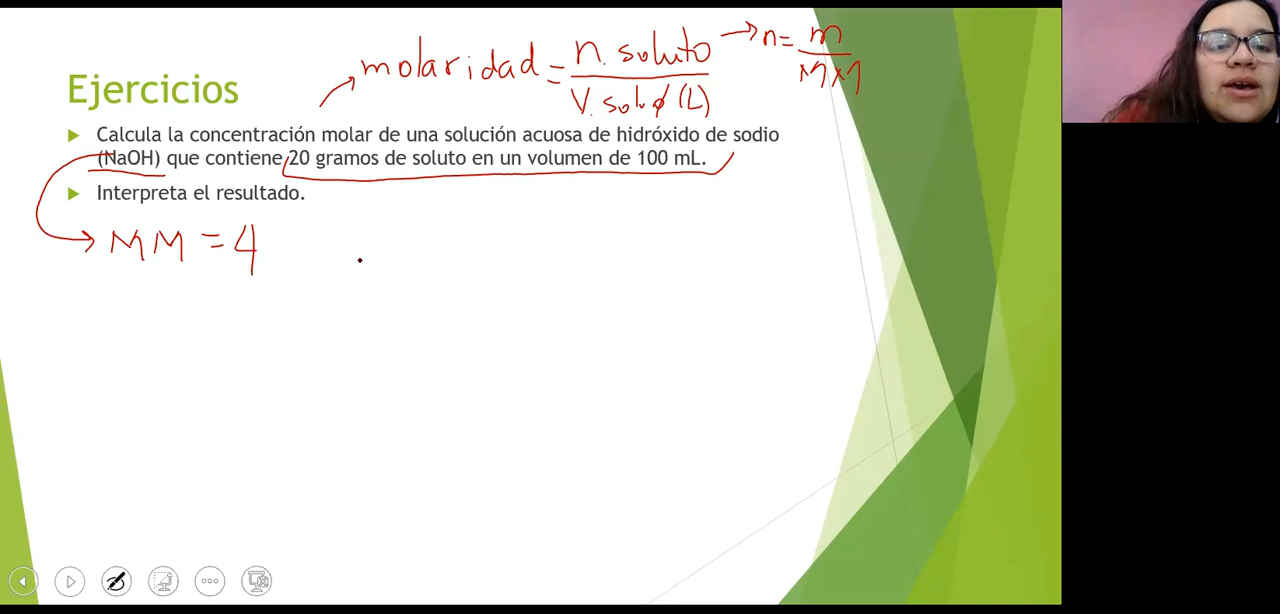 molaridad = n. soluto / V. soluc (L) → n = m / MM
Ejercicios
Calcula la concentración molar de una solución acuosa de hidróxido de sodio
(NaOH) que contiene 20 gramos de soluto en un volumen de 100 mL.
Interpreta el resultado.
MM = 4